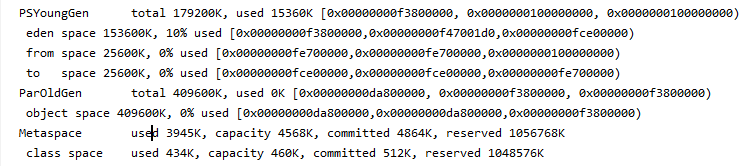 PSYoungGen      total 179200K, used 15360K [0x00000000f3800000, 0x0000000100000000, 0x0000000100000000)
eden space 153600K, 10% used [0x00000000f3800000,0x00000000f47001d0,0x00000000fce00000)
from space 25600K, 0% used [0x00000000fe700000,0x00000000fe700000,0x0000000100000000)
to   space 25600K, 0% used [0x00000000fce00000,0x00000000fce00000,0x00000000fe700000)
ParOldGen       total 409600K, used 0K [0x00000000da800000, 0x00000000f3800000, 0x00000000f3800000)
object space 409600K, 0% used [0x00000000da800000,0x00000000da800000,0x00000000f3800000)
Metaspace       used 3945K, capacity 4568K, committed 4864K, reserved 1056768K
class space    used 434K, capacity 460K, committed 512K, reserved 1048576K